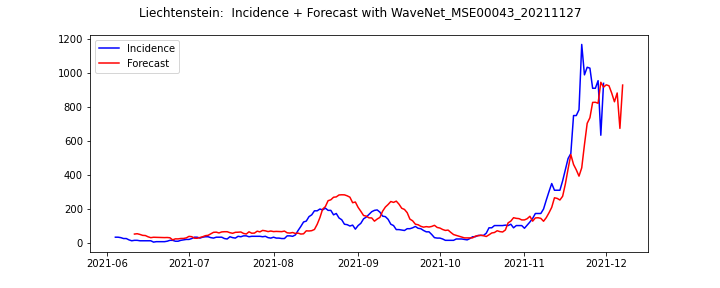 Liechtenstein:  Incidence + Forecast with WaveNet_MSE00043_20211127
1200
1000
800
600
400
200
0
Incidence
Forecast
2021-06 2021-07 2021-08 2021-09 2021-10 2021-11 2021-12